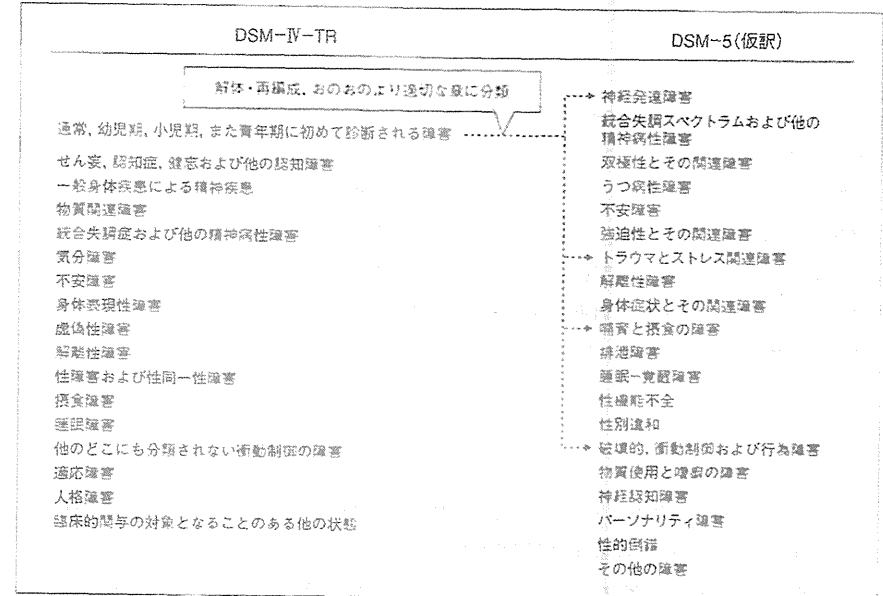 DSM-Ⅳ-TR
DSM-5(仮訳)
解体・再編成, おのおのより適切な章に分類
通常, 幼児期, 小児期, また青年期に初めて診断される障害
せん妄, 認知症, 健忘および他の認知障害
一般身体疾患による精神疾患
物質関連障害
統合失調症および他の精神病性障害
気分障害
不安障害
身体表現性障害
虚偽性障害
解離性障害
性障害および性同一性障害
摂食障害
睡眠障害
他のどこにも分類されない衝動制御の障害
適応障害
人格障害
臨床的関与の対象となることのある他の状態
神経発達障害
統合失調スペクトラムおよび他の
精神病性障害
双極性とその関連障害
うつ病性障害
不安障害
強迫性とその関連障害
トラウマとストレス関連障害
解離性障害
身体症状とその関連障害
哺育と摂食の障害
排泄障害
睡眠-覚醒障害
性機能不全
性別違和
破壊的, 衝動制御および行為障害
物質使用と嗜癖の障害
神経認知障害
パーソナリティ障害
性的倒錯
その他の障害